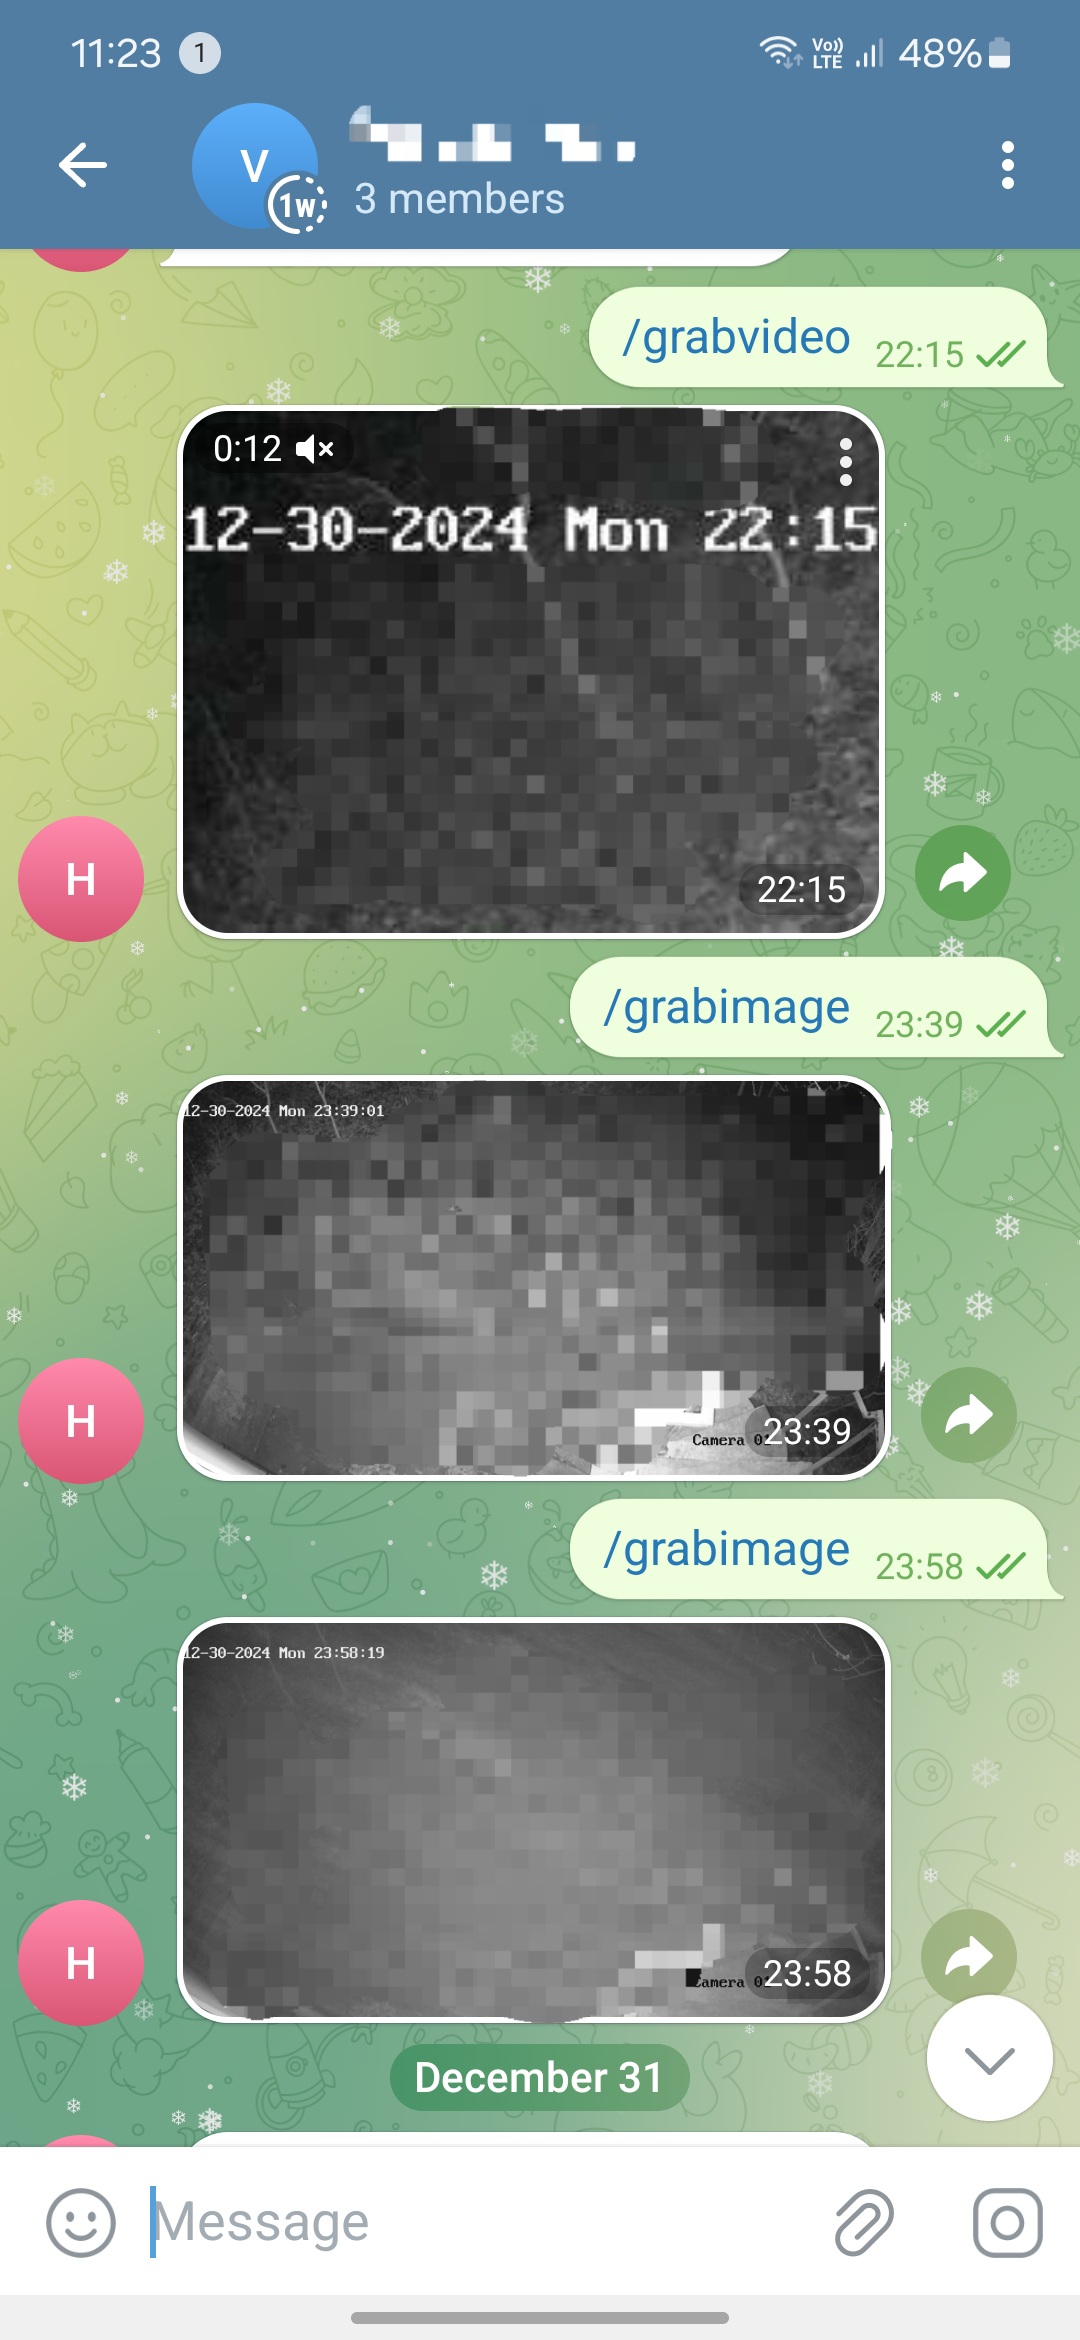 11:23 1 Vo)) LTE 48%
V 1w
3 members
/grabvideo 22:15
0:12
12-30-2024 Mon 22:15
22:15
H
/grabimage 23:39
12-30-2024 Mon 23:39:01
Camera 0
23:39
H
/grabimage 23:58
12-30-2024 Mon 23:58:19
Camera 0
23:58
H
December 31
Message